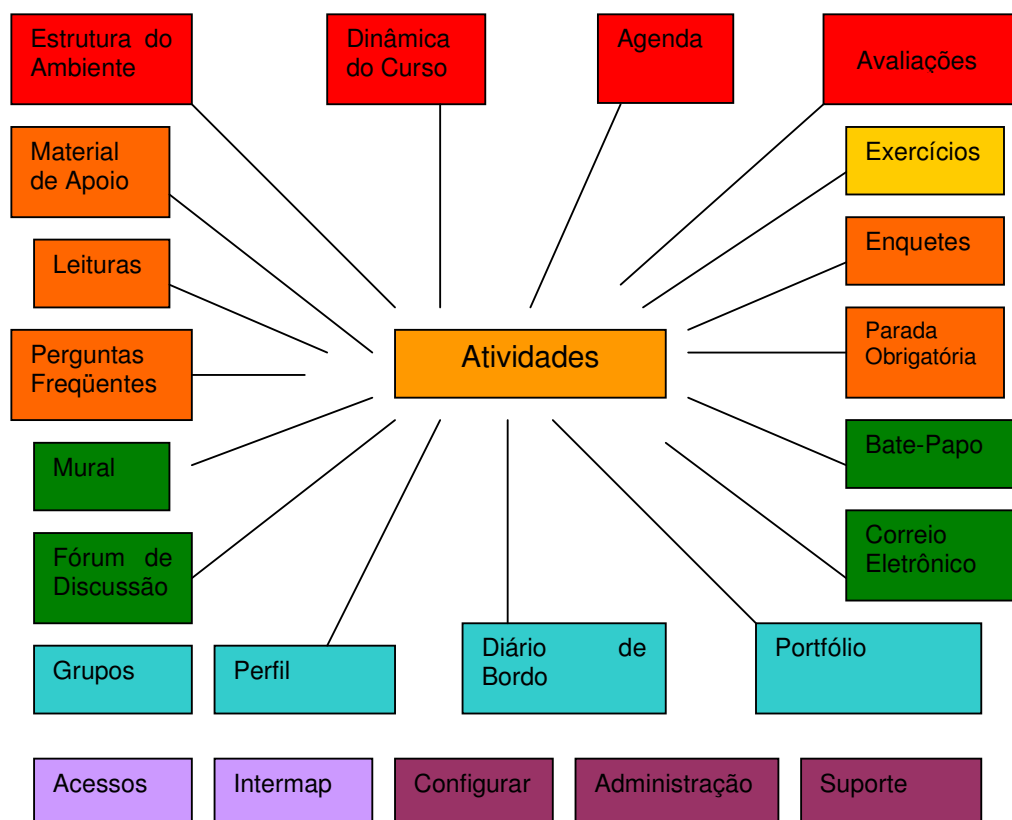 Estrutura do
Ambiente
Dinâmica
do Curso
Agenda
Avaliações
Material
de Apoio
Exercícios
Leituras
Enquetes
Perguntas
Freqüentes
Atividades
Parada
Obrigatória
Mural
Bate-Papo
Fórum de
Discussão
Correio
Eletrônico
Grupos
Perfil
Diário de
Bordo
Portfólio
Acessos
Intermap
Configurar
Administração
Suporte